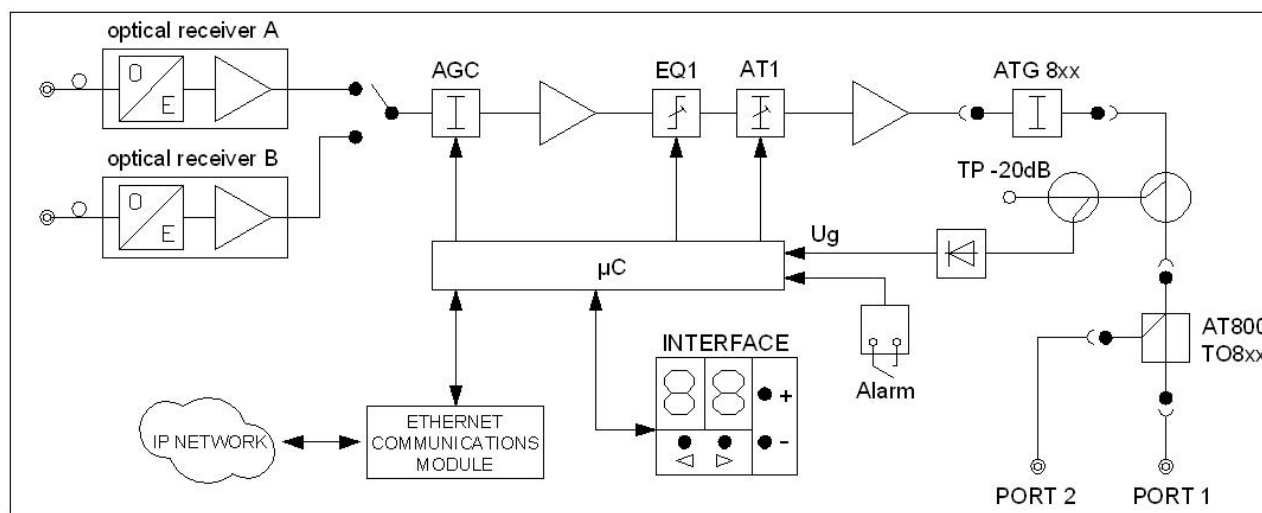 optical receiver A
O
E
optical receiver B
O
E
AGC
EQ1
AT1
ATG 8xx
TP -20dB
Ug
µC
INTERFACE
+
-
Alarm
AT800
TO8xx
IP NETWORK
ETHERNET
COMMUNICATIONS
MODULE
PORT 2
PORT 1